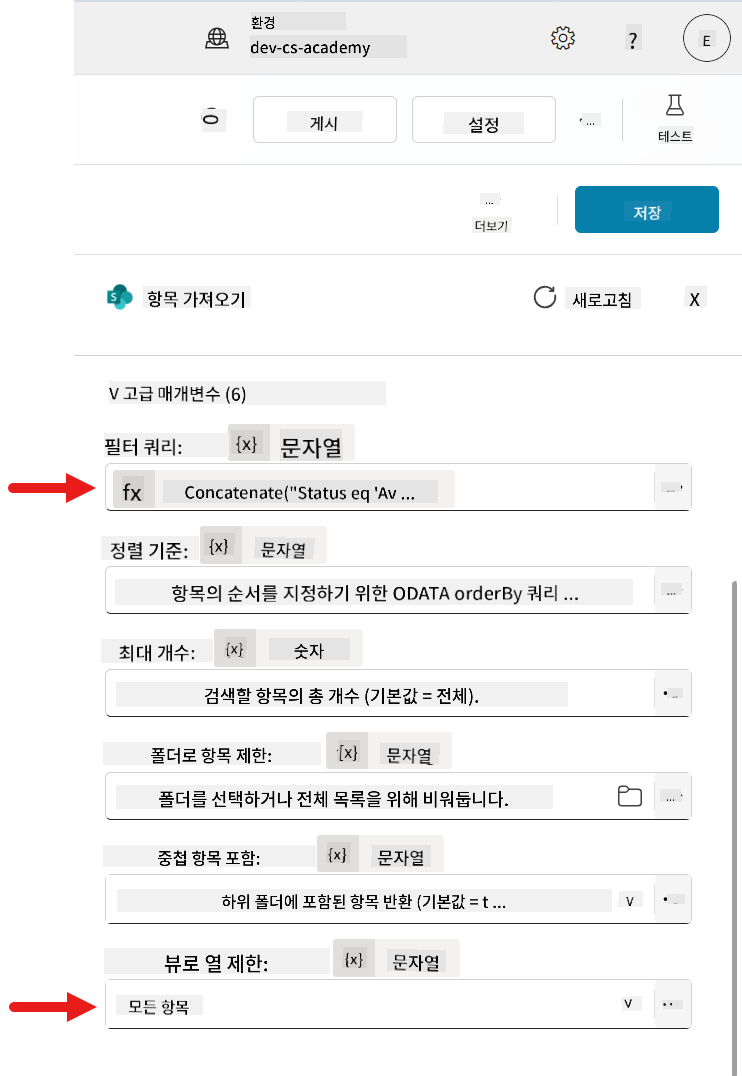 환경
dev-cs-academy
?
E
게시
설정
...
테스트
...
더보기
저장
S
항목 가져오기
새로고침
X
V 고급 매개변수 (6)
필터 쿼리: {x} 문자열
fx Concatenate("Status eq 'Av ...
...
정렬 기준: {x} 문자열
항목의 순서를 지정하기 위한 ODATA orderBy 쿼리 ...
...
최대 개수: {x} 숫자
검색할 항목의 총 개수 (기본값 = 전체).
폴더로 항목 제한: {x} 문자열
폴더를 선택하거나 전체 목록을 위해 비워둡니다.
...
중첩 항목 포함: {x} 문자열
하위 폴더에 포함된 항목 반환 (기본값 = t ... V
뷰로 열 제한: {x} 문자열
모든 항목 V